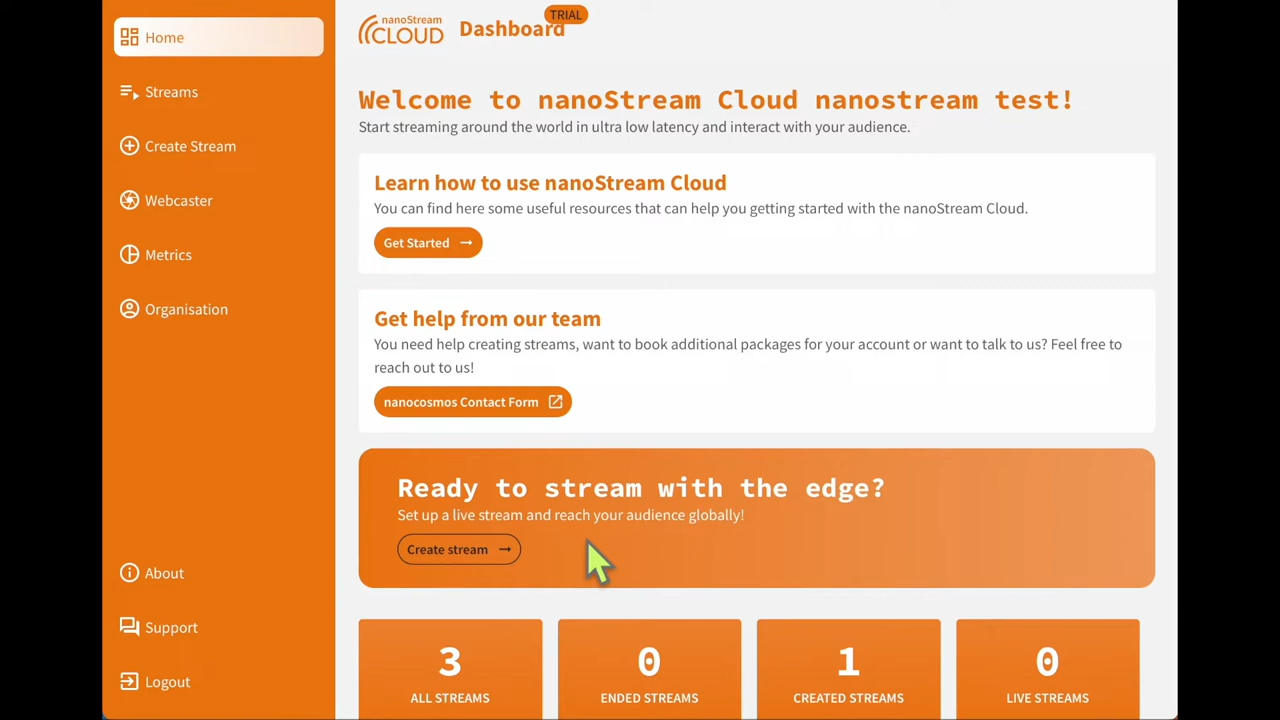 Home
Streams
Create Stream
Webcaster
Metrics
Organisation
About
Support
Logout
nanoStream
CLOUD
Dashboard
TRIAL
Welcome to nanoStream Cloud nanostream test!
Start streaming around the world in ultra low latency and interact with your audience.
Learn how to use nanoStream Cloud
You can find here some useful resources that can help you getting started with the nanoStream Cloud.
Get Started
Get help from our team
You need help creating streams, want to book additional packages for your account or want to talk to us? Feel free to
reach out to us!
nanocosmos Contact Form
Ready to stream with the edge?
Set up a live stream and reach your audience globally!
Create stream
3
ALL STREAMS
0
ENDED STREAMS
1
CREATED STREAMS
0
LIVE STREAMS